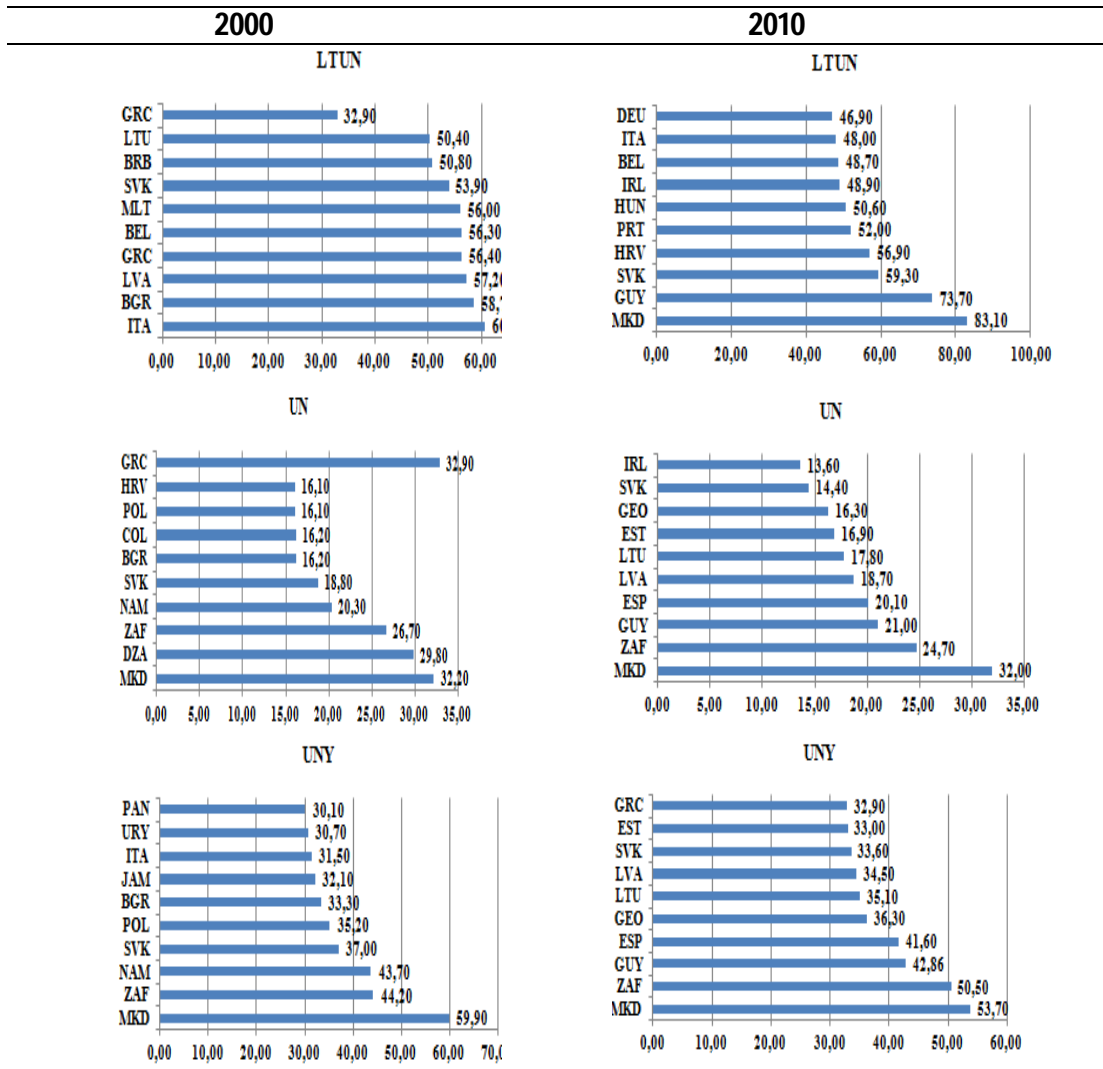 2000
2010
LTUN
GRC 32,90
LTU 50,40
BRB 50,80
SVK 53,90
MLT 56,00
BEL 56,30
GRC 56,40
LVA 57,20
BGR 58,
ITA 60
0,00 10,00 20,00 30,00 40,00 50,00 60,00
LTUN
DEU 46,90
ITA 48,00
BEL 48,70
IRL 48,90
HUN 50,60
PRT 52,00
HRV 56,90
SVK 59,30
GUY 73,70
MKD 83,10
0,00 20,00 40,00 60,00 80,00 100,00
UN
GRC 32,90
HRV 16,10
POL 16,10
COL 16,20
BGR 16,20
SVK 18,80
NAM 20,30
ZAF 26,70
DZA 29,80
MKD 32,20
0,00 5,00 10,00 15,00 20,00 25,00 30,00 35,00
UN
IRL 13,60
SVK 14,40
GEO 16,30
EST 16,90
LTU 17,80
LVA 18,70
ESP 20,10
GUY 21,00
ZAF 24,70
MKD 32,00
0,00 5,00 10,00 15,00 20,00 25,00 30,00 35,00
UNY
PAN 30,10
URY 30,70
ITA 31,50
JAM 32,10
BGR 33,30
POL 35,20
SVK 37,00
NAM 43,70
ZAF 44,20
MKD 59,90
0,00 10,00 20,00 30,00 40,00 50,00 60,00 70,0
UNY
GRC 32,90
EST 33,00
SVK 33,60
LVA 34,50
LTU 35,10
GEO 36,30
ESP 41,60
GUY 42,86
ZAF 50,50
MKD 53,70
0,00 10,00 20,00 30,00 40,00 50,00 60,00